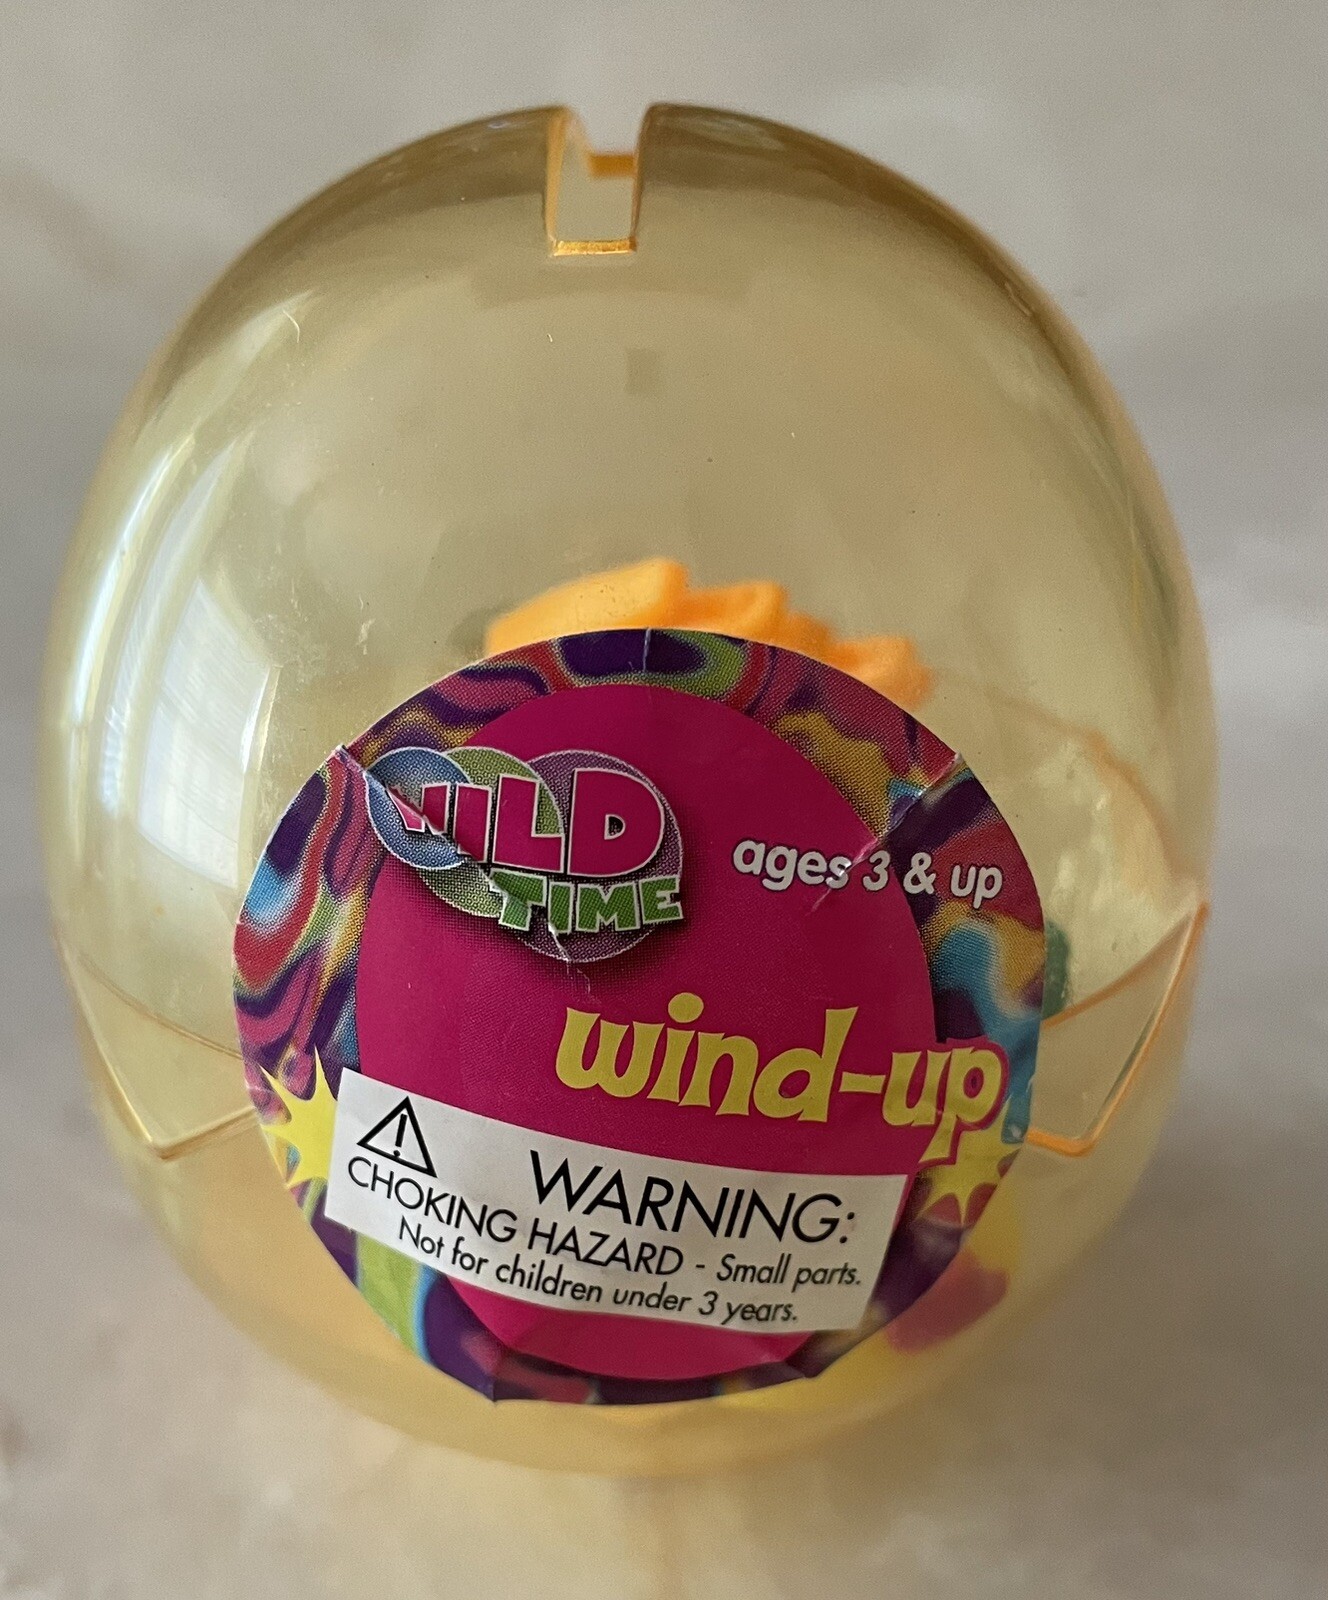 WILD
TIME
ages 3 & up
wind-up
WARNING:
CHOKING HAZARD - Small parts.
Not for children under 3 years.